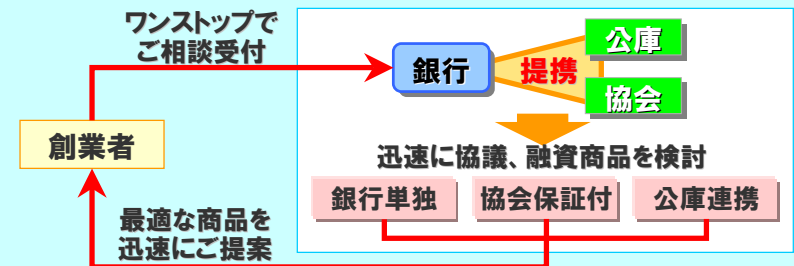 ワンストップで
ご相談受付
銀行
提携
公庫
協会
創業者
迅速に協議、融資商品を検討
銀行単独
協会保証付
公庫連携
最適な商品を
迅速にご提案